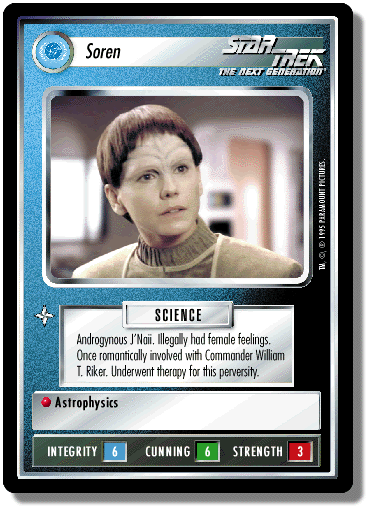 Soren
STAR TREK
THE NEXT GENERATION®
TM, ©, ® 1995 PARAMOUNT PICTURES.
SCIENCE
Androgynous J'Naii. Illegally had female feelings.
Once romantically involved with Commander William
T. Riker. Underwent therapy for this perversity.
Astrophysics
INTEGRITY 6 CUNNING 6 STRENGTH 3